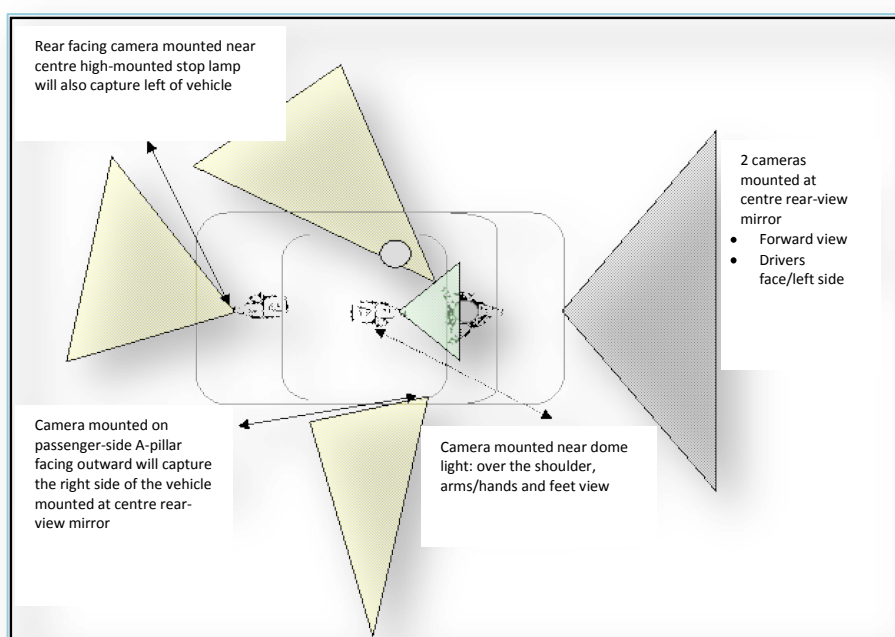 Rear facing camera mounted near
centre high-mounted stop lamp
will also capture left of vehicle
2 cameras
mounted at
centre rear-view
mirror
• Forward view
• Drivers
face/left side
Camera mounted on
passenger-side A-pillar
facing outward will capture
the right side of the vehicle
mounted at centre rear-
view mirror
Camera mounted near dome
light: over the shoulder,
arms/hands and feet view